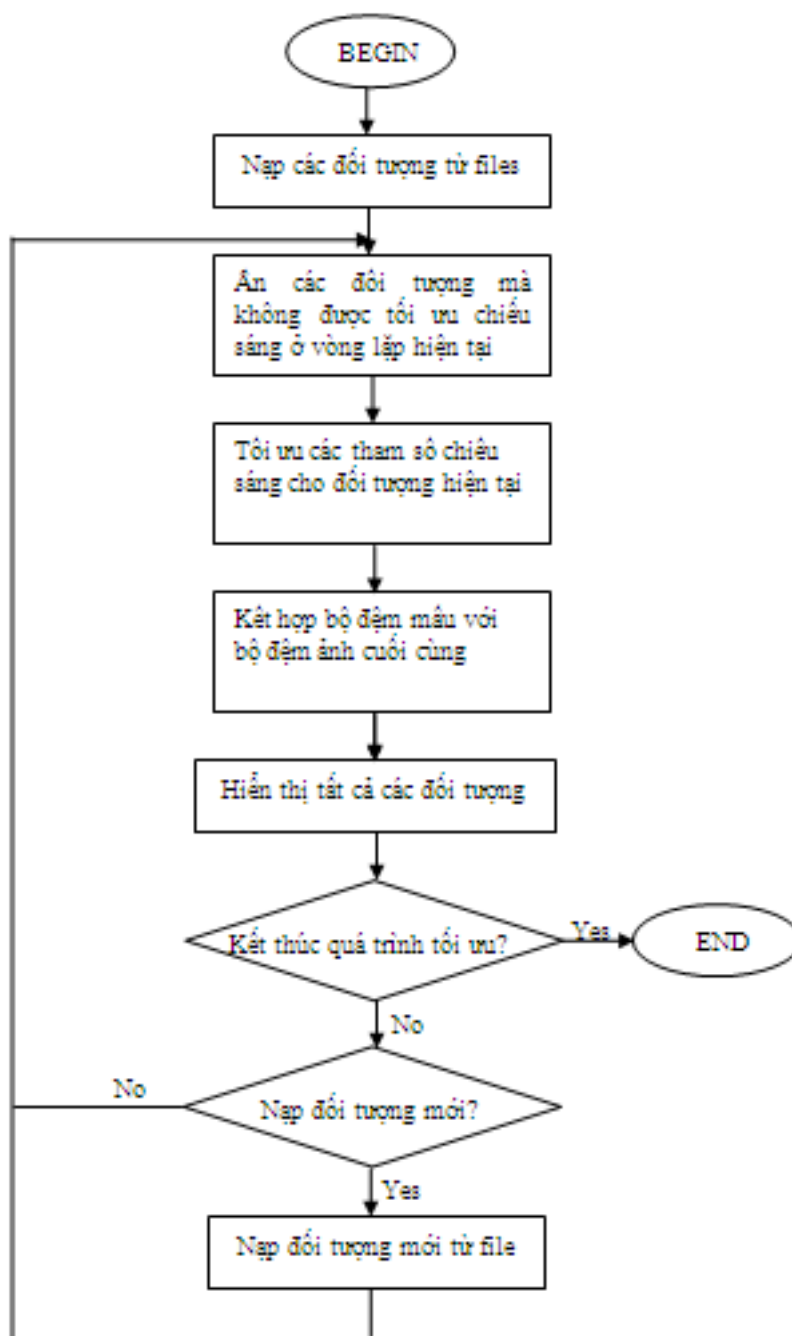 BEGIN
Nạp các đối tượng từ files
Ẩn các đối tượng mà
không được tối ưu chiếu
sáng ở vòng lặp hiện tại
Tối ưu các tham số chiếu
sáng cho đối tượng hiện tại
Kết hợp bộ đệm mẫu với
bộ đệm ảnh cuối cùng
Hiển thị tất cả các đối tượng
Kết thúc quá trình tối ưu?
Yes
END
No
No
Nạp đối tượng mới?
Yes
Nạp đối tượng mới từ file